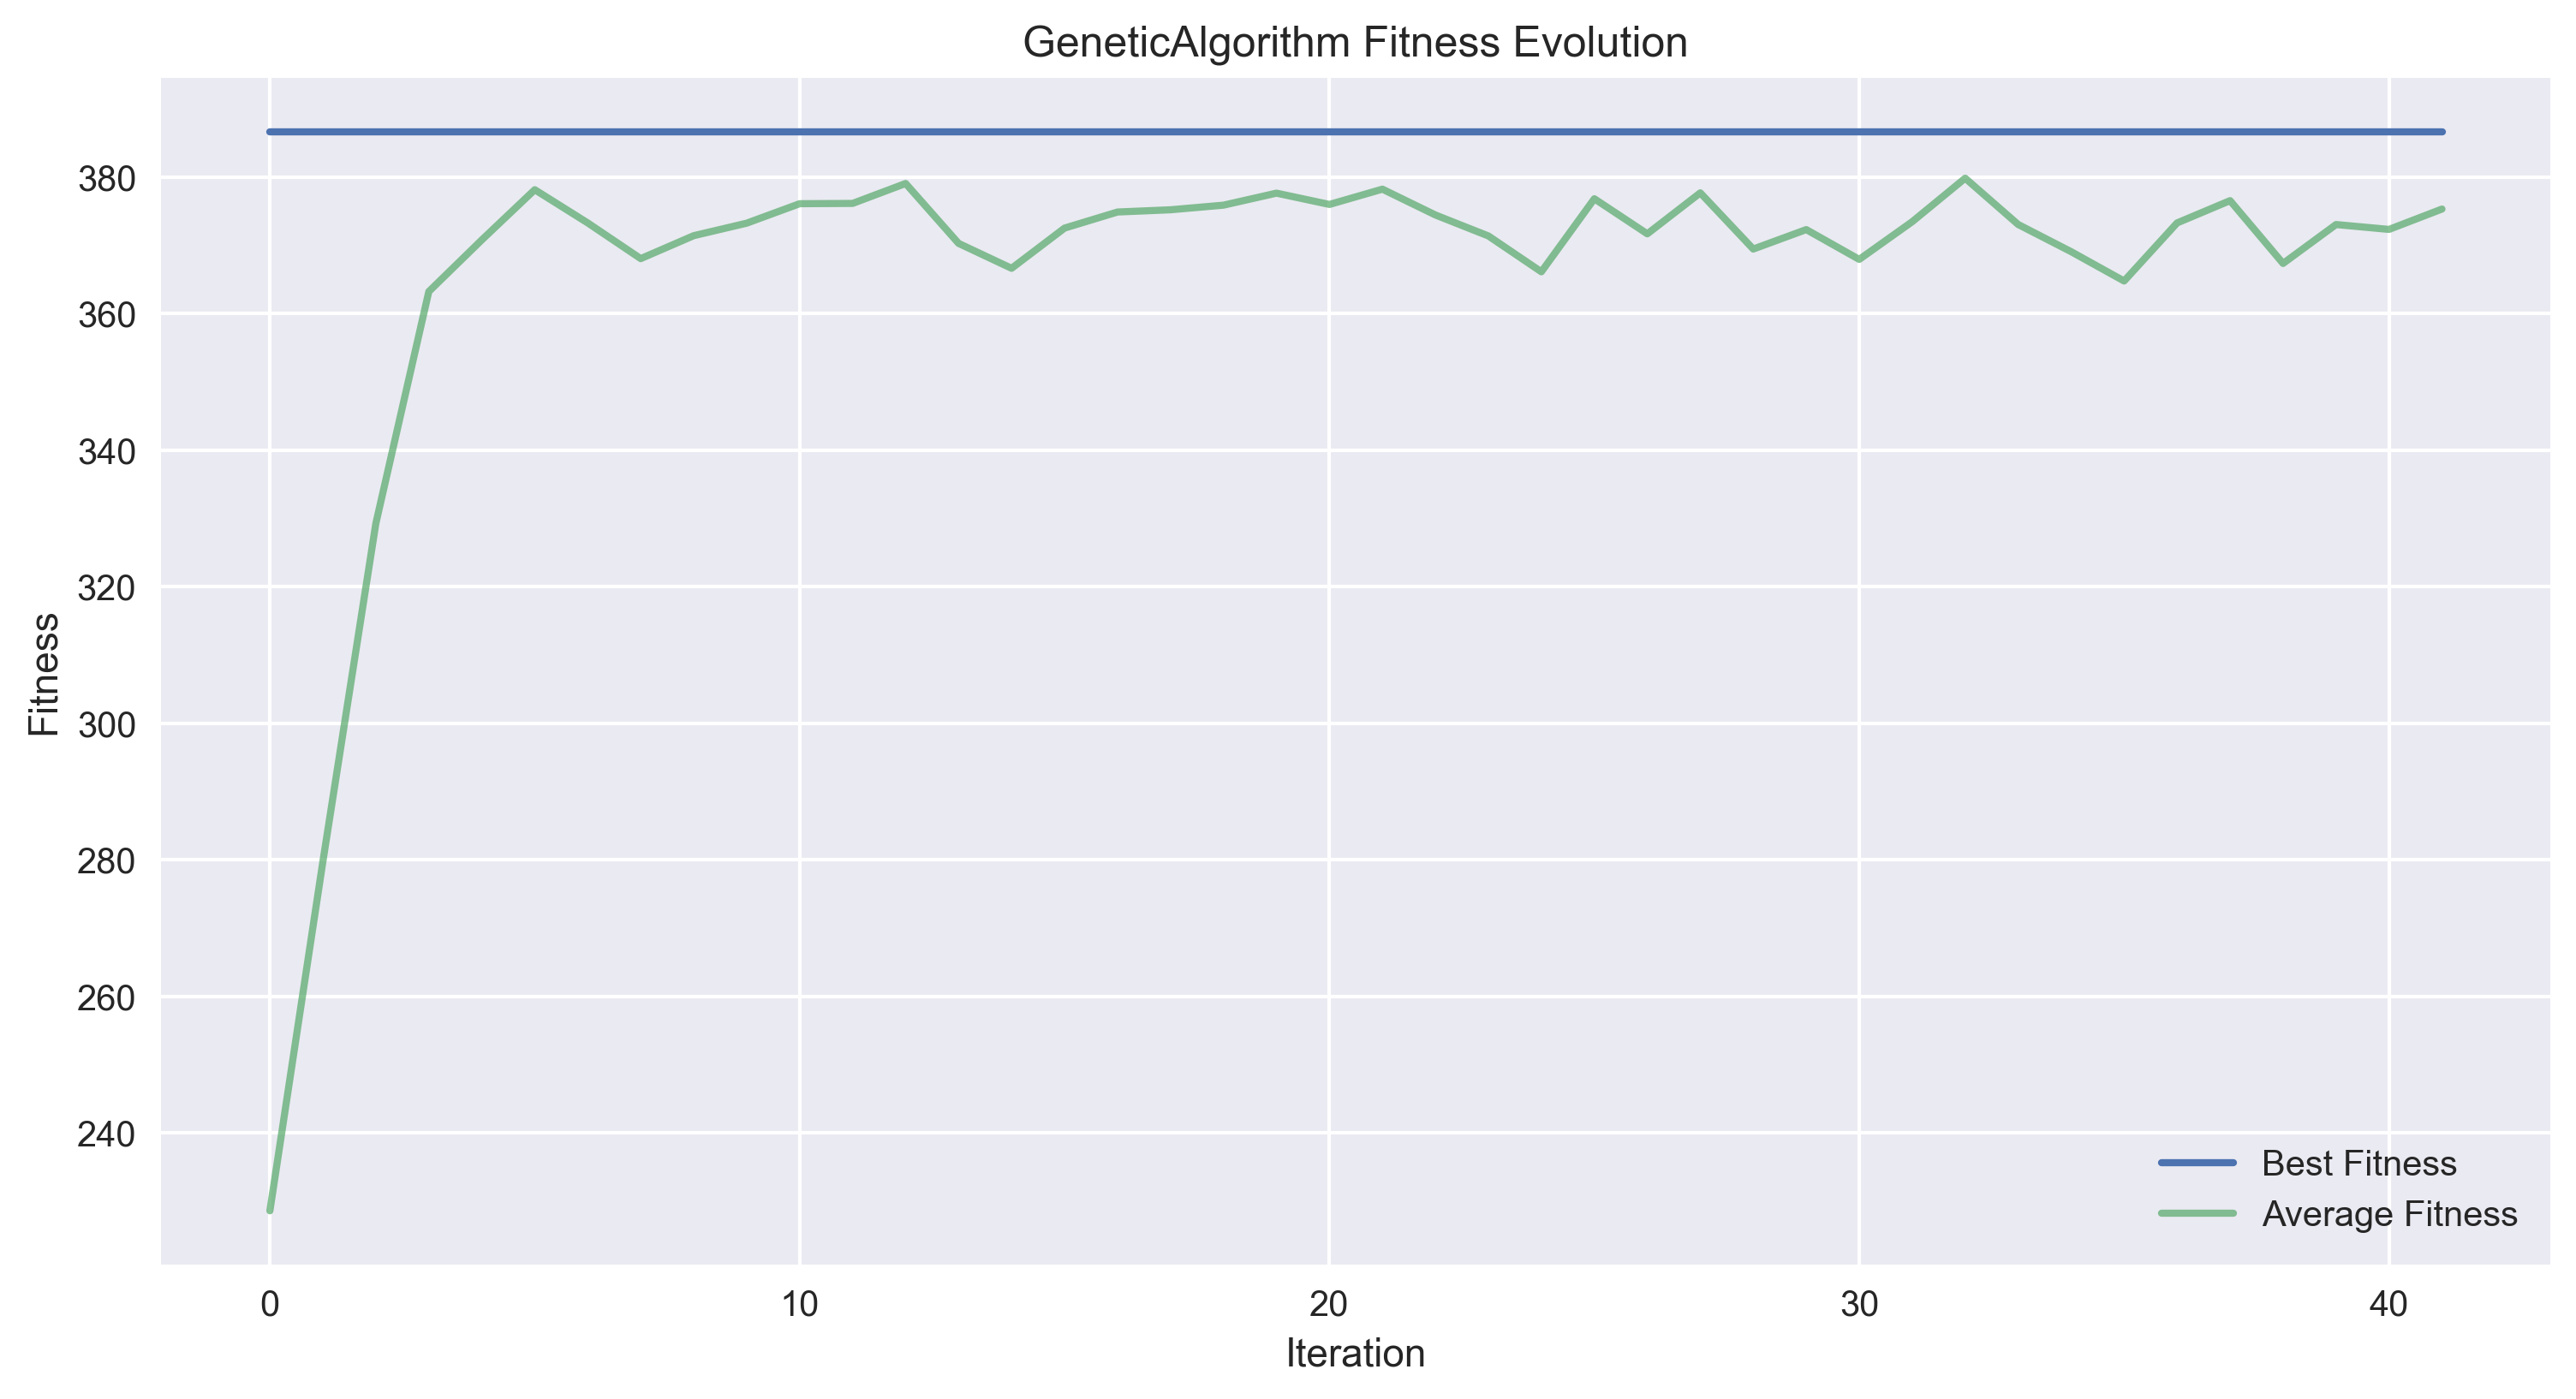 GeneticAlgorithm Fitness Evolution
Fitness
380
360
340
320
300
280
260
240
0 10 20 30 40
Iteration
Best Fitness
Average Fitness